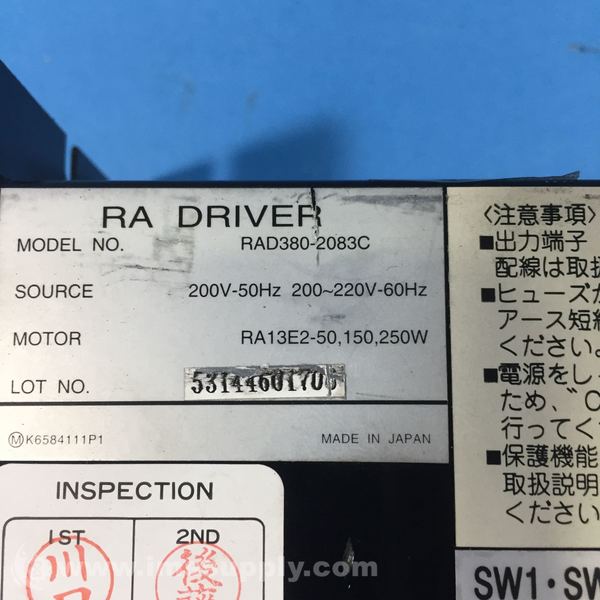 RA DRIVER
MODEL NO. RAD380-2083C
SOURCE 200V-50Hz 200~220V-60Hz
MOTOR RA13E2-50,150,250W
LOT NO.
Ⓜ K6584111P1 MADE IN JAPAN
INSPECTION
1ST 2ND
〈注意事項〉
■出力端子
配線は取扱
■ヒューズが
アース短絡
ください。
■電源をし
ため、〝C
行ってく
■保護機能
取扱説明
ください
SW1・SW